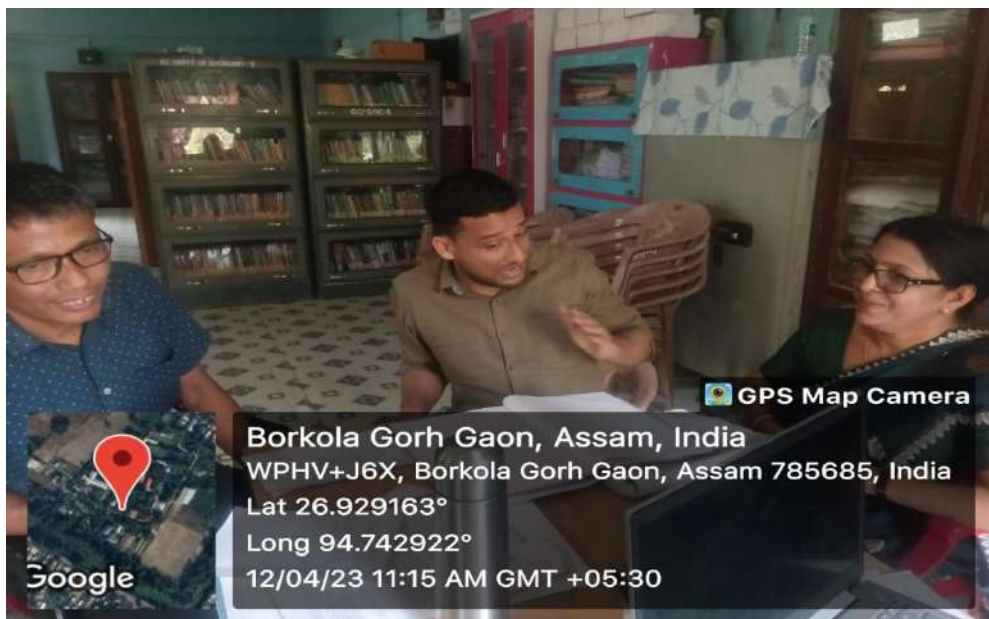 GPS Map Camera
Borkola Gorh Gaon, Assam, India
WPHV+J6X, Borkola Gorh Gaon, Assam 785685, India
Lat 26.929163°
Long 94.742922°
12/04/23 11:15 AM GMT +05:30
Google